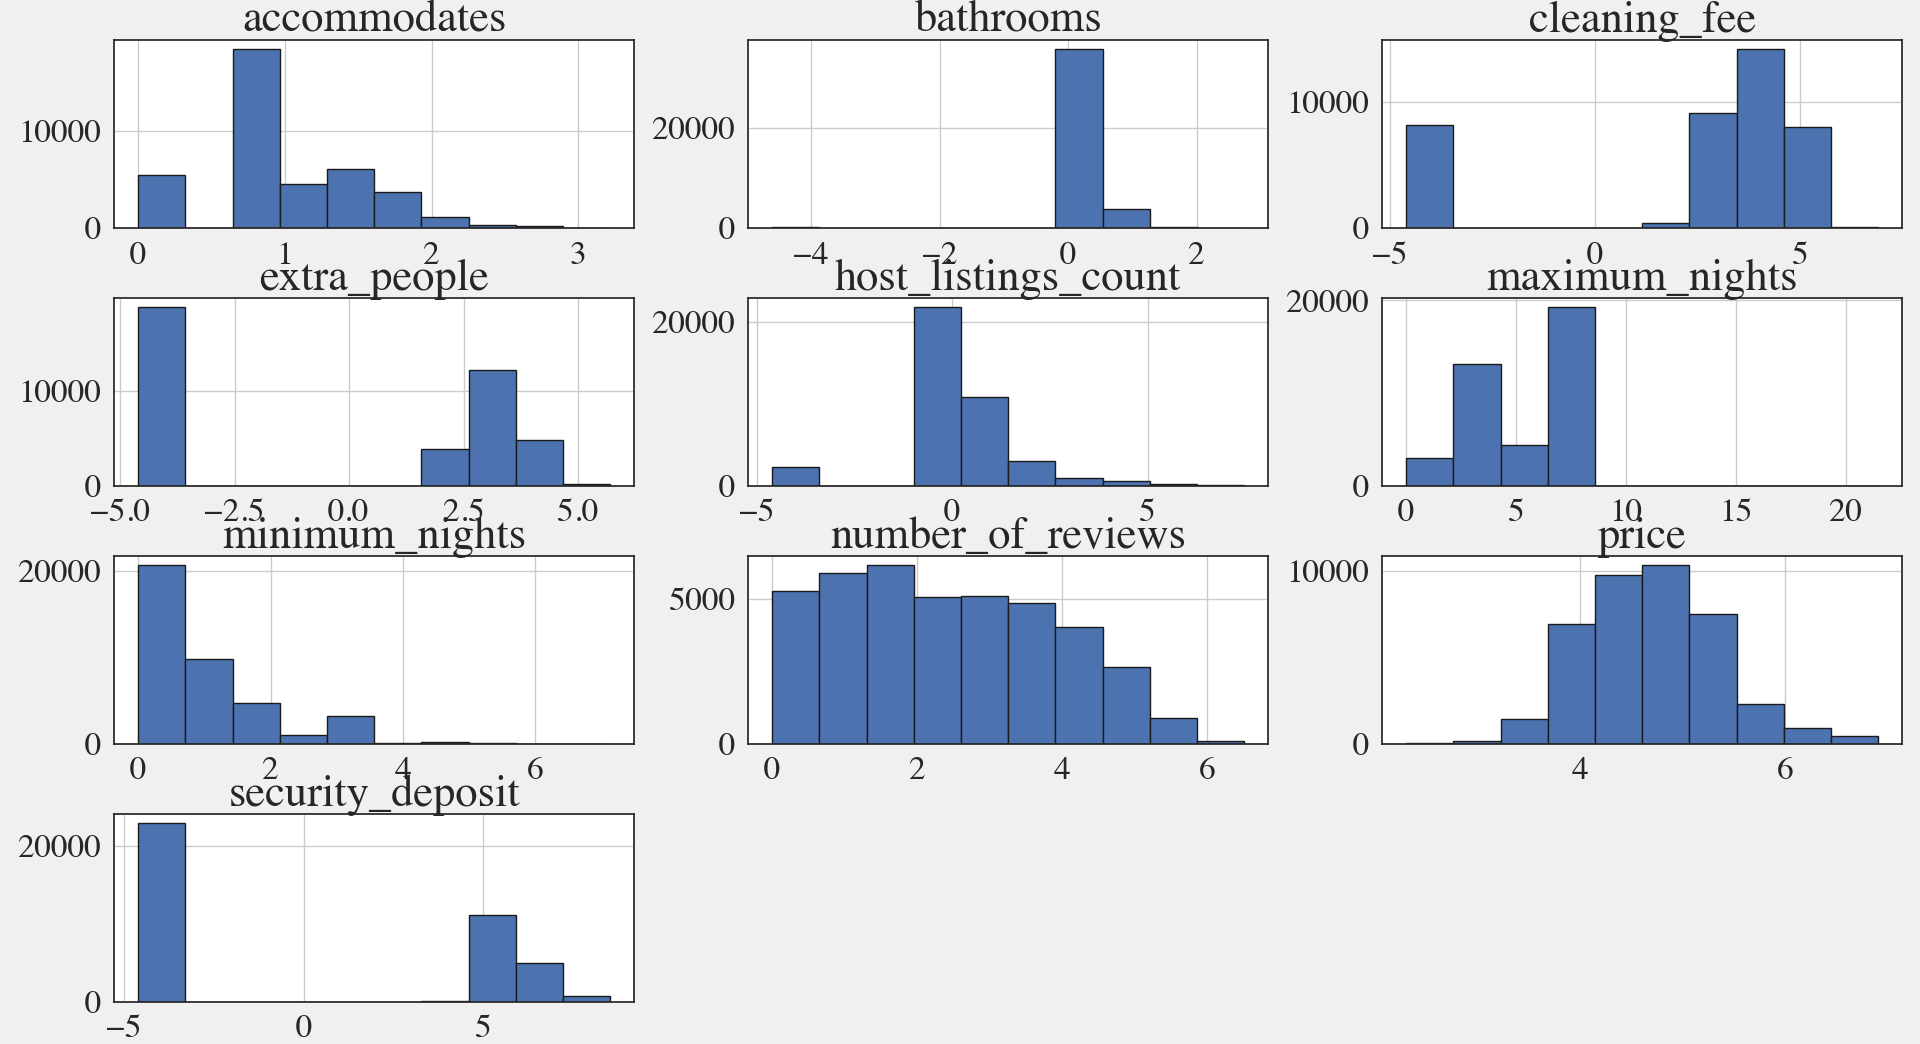 accommodates
bathrooms
cleaning_fee
10000
0
0 1 2 3
20000
0
−4 −2 0 2
10000
0
−5 0 5
extra_people
host_listings_count
maximum_nights
10000
0
−5.0 −2.5 0.0 2.5 5.0
20000
0
−5 0 5
20000
0
0 5 10 15 20
minimum_nights
number_of_reviews
price
20000
0
0 2 4 6
5000
0
0 2 4 6
10000
0
4 6
security_deposit
20000
0
−5 0 5